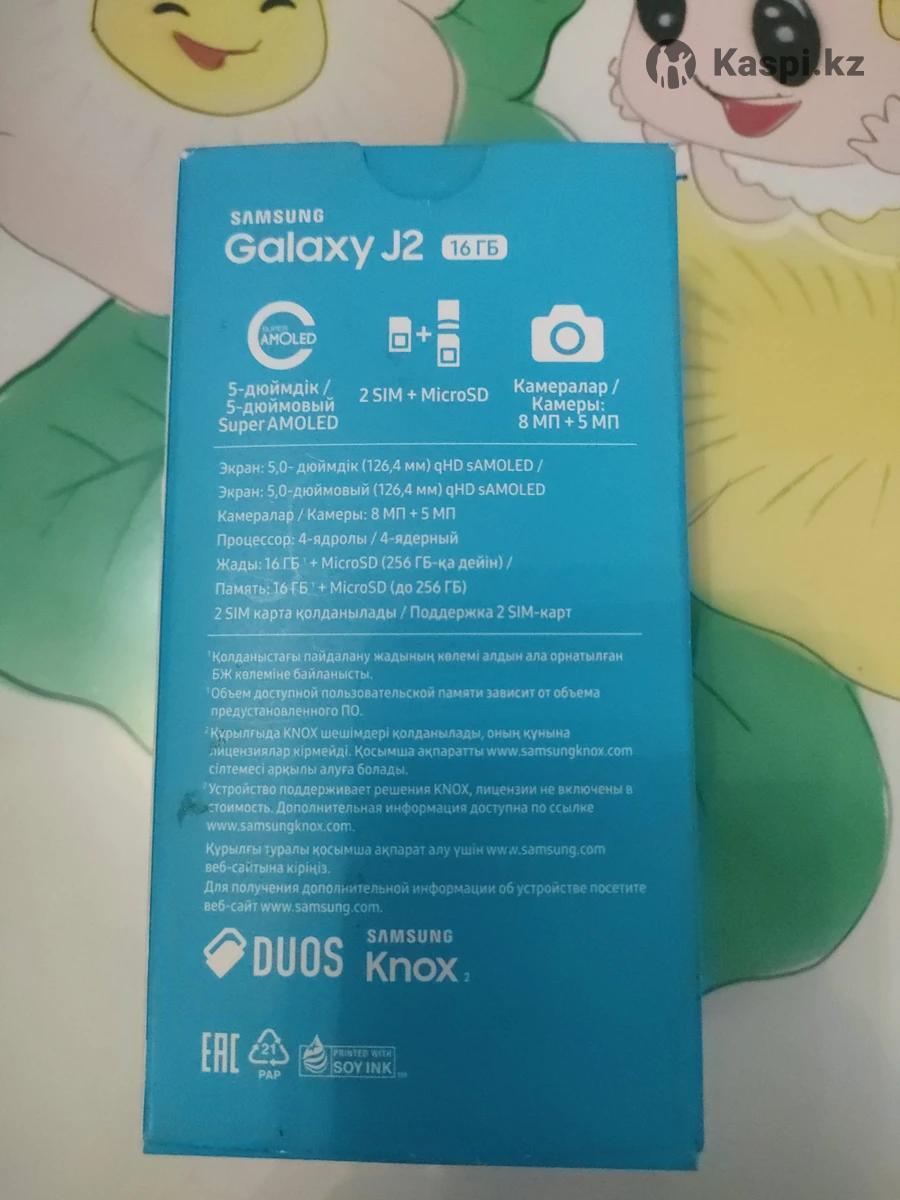 Kaspi.kz
SAMSUNG
Galaxy J2 16 ГБ
SUPER
AMOLED
5-дюймдік /
5-дюймовый
Super AMOLED
2 SIM + MicroSD
Камералар /
Камеры:
8 МП + 5 МП
Экран: 5,0- дюймдік (126,4 мм) qHD sAMOLED /
Экран: 5,0-дюймовый (126,4 мм) qHD sAMOLED
Камералар / Камеры: 8 МП + 5 МП
Процессор: 4-ядролы / 4-ядерный
Жады: 16 ГБ ¹ + MicroSD (256 ГБ-қа дейін) /
Память: 16 ГБ ¹ + MicroSD (до 256 ГБ)
2 SIM карта қолданылады / Поддержка 2 SIM-карт
¹Қолданыстағы пайдалану жадының көлемі алдын ала орнатылған
БЖ көлеміне байланысты.
¹Объем доступной пользовательской памяти зависит от объема
предустановленного ПО.
²Құрылғыда KNOX шешімдері қолданылады, оның құнына
лицензиялар кірмейді. Қосымша ақпаратты www.samsungknox.com
сілтемесі арқылы алуға болады.
²Устройство поддерживает решения KNOX, лицензии не включены в
стоимость. Дополнительная информация доступна по ссылке
www.samsungknox.com.
Құрылғы туралы қосымша ақпарат алу үшін www.samsung.com
веб-сайтына кіріңіз.
Для получения дополнительной информации об устройстве посетите
веб-сайт www.samsung.com.
DUOS
SAMSUNG
Knox 2
EAC
21
PAP
PRINTED WITH
SOY INK™